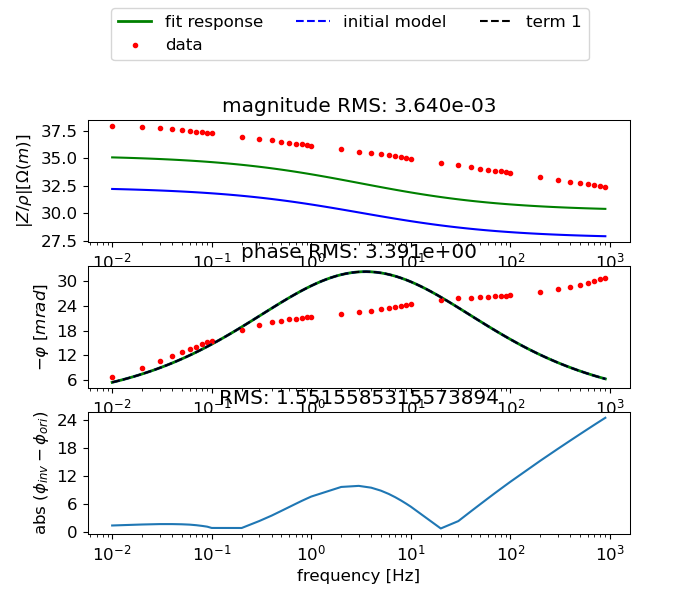 fit response initial model term 1
data
magnitude RMS: 3.640e-03
|Z/ρ|[Ω(m)]
37.5
35.0
32.5
30.0
27.5
10⁻² 10⁻¹ 10⁰ 10¹ 10² 10³
phase RMS: 3.391e+00
−φ [mrad]
30
24
18
12
6
10⁻² 10⁻¹ 10⁰ 10¹ 10² 10³
RMS: 1.5515585315573894
abs (ϕ_inv − ϕ_ori)
24
18
12
6
0
10⁻² 10⁻¹ 10⁰ 10¹ 10² 10³
frequency [Hz]